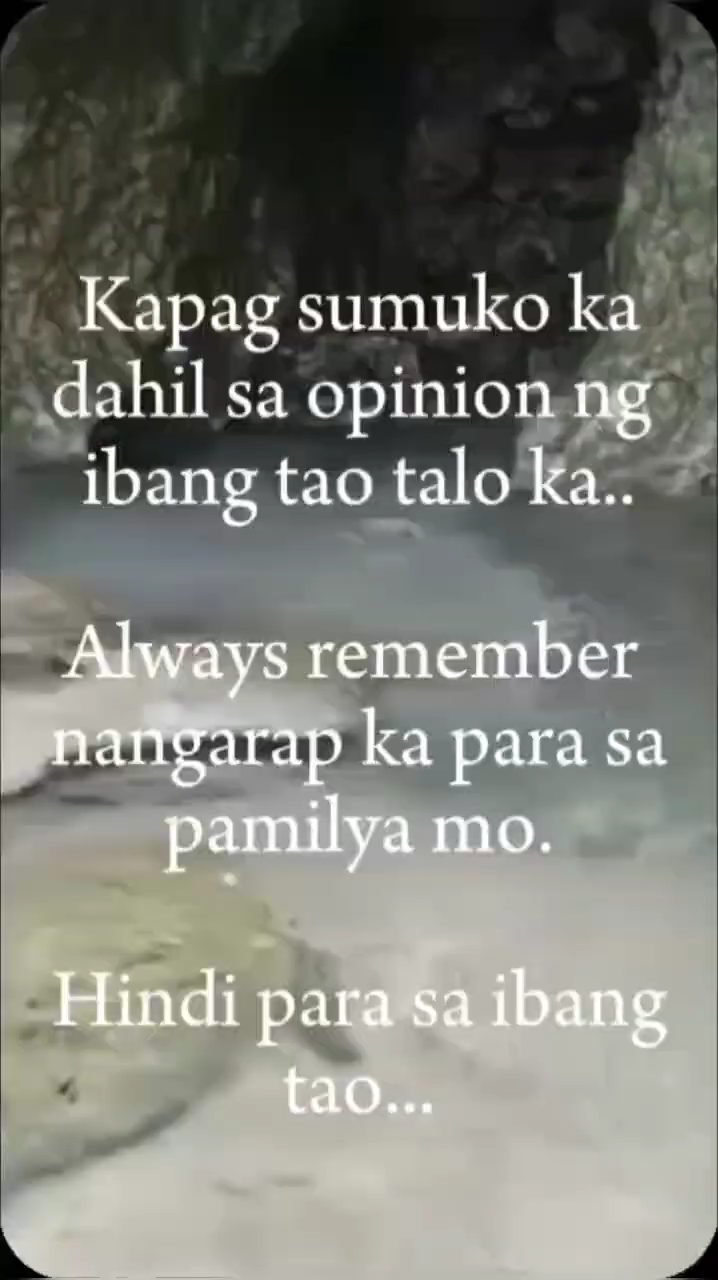 Kapag sumuko ka
dahil sa opinion ng
ibang tao talo ka..
Always remember
nangarap ka para sa
pamilya mo.
Hindi para sa ibang
tao...